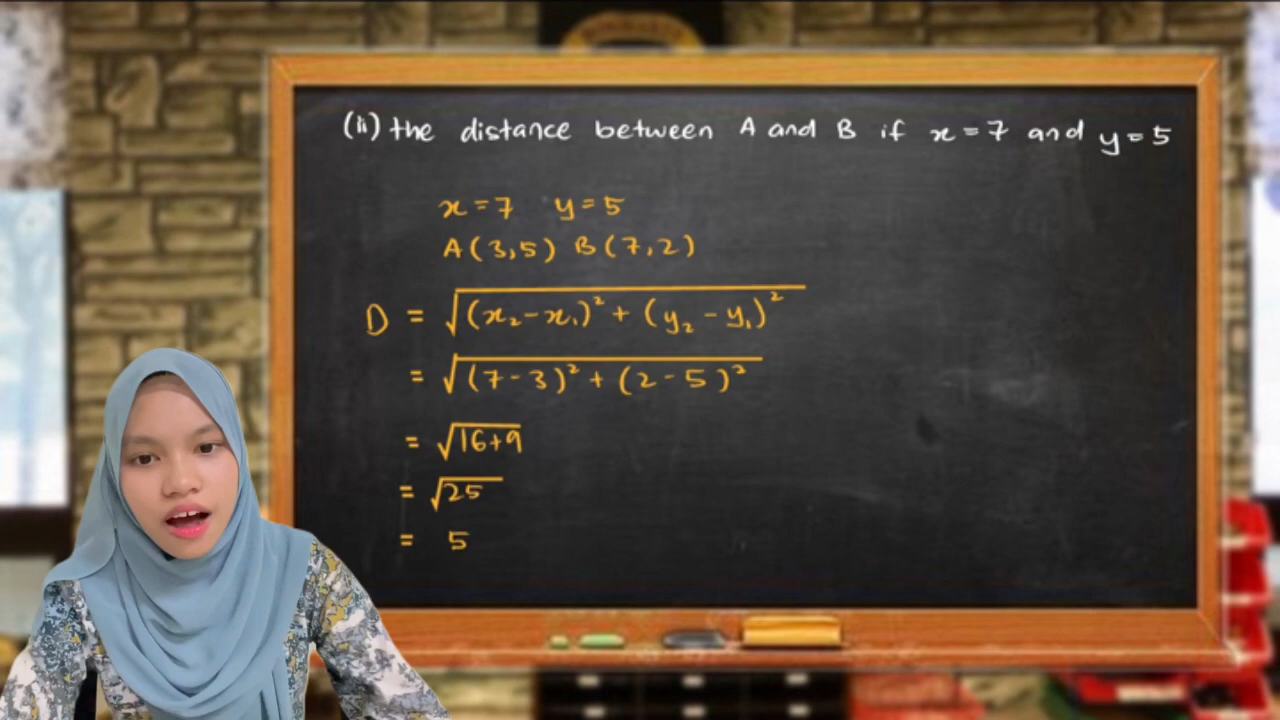 (ii) the distance between A and B if x = 7 and y = 5
x = 7 y = 5
A (3,5) B (7,2)
D = √(x₂ - x₁)² + (y₂ - y₁)²
= √(7 - 3)² + (2 - 5)²
= √16+9
= √25
= 5